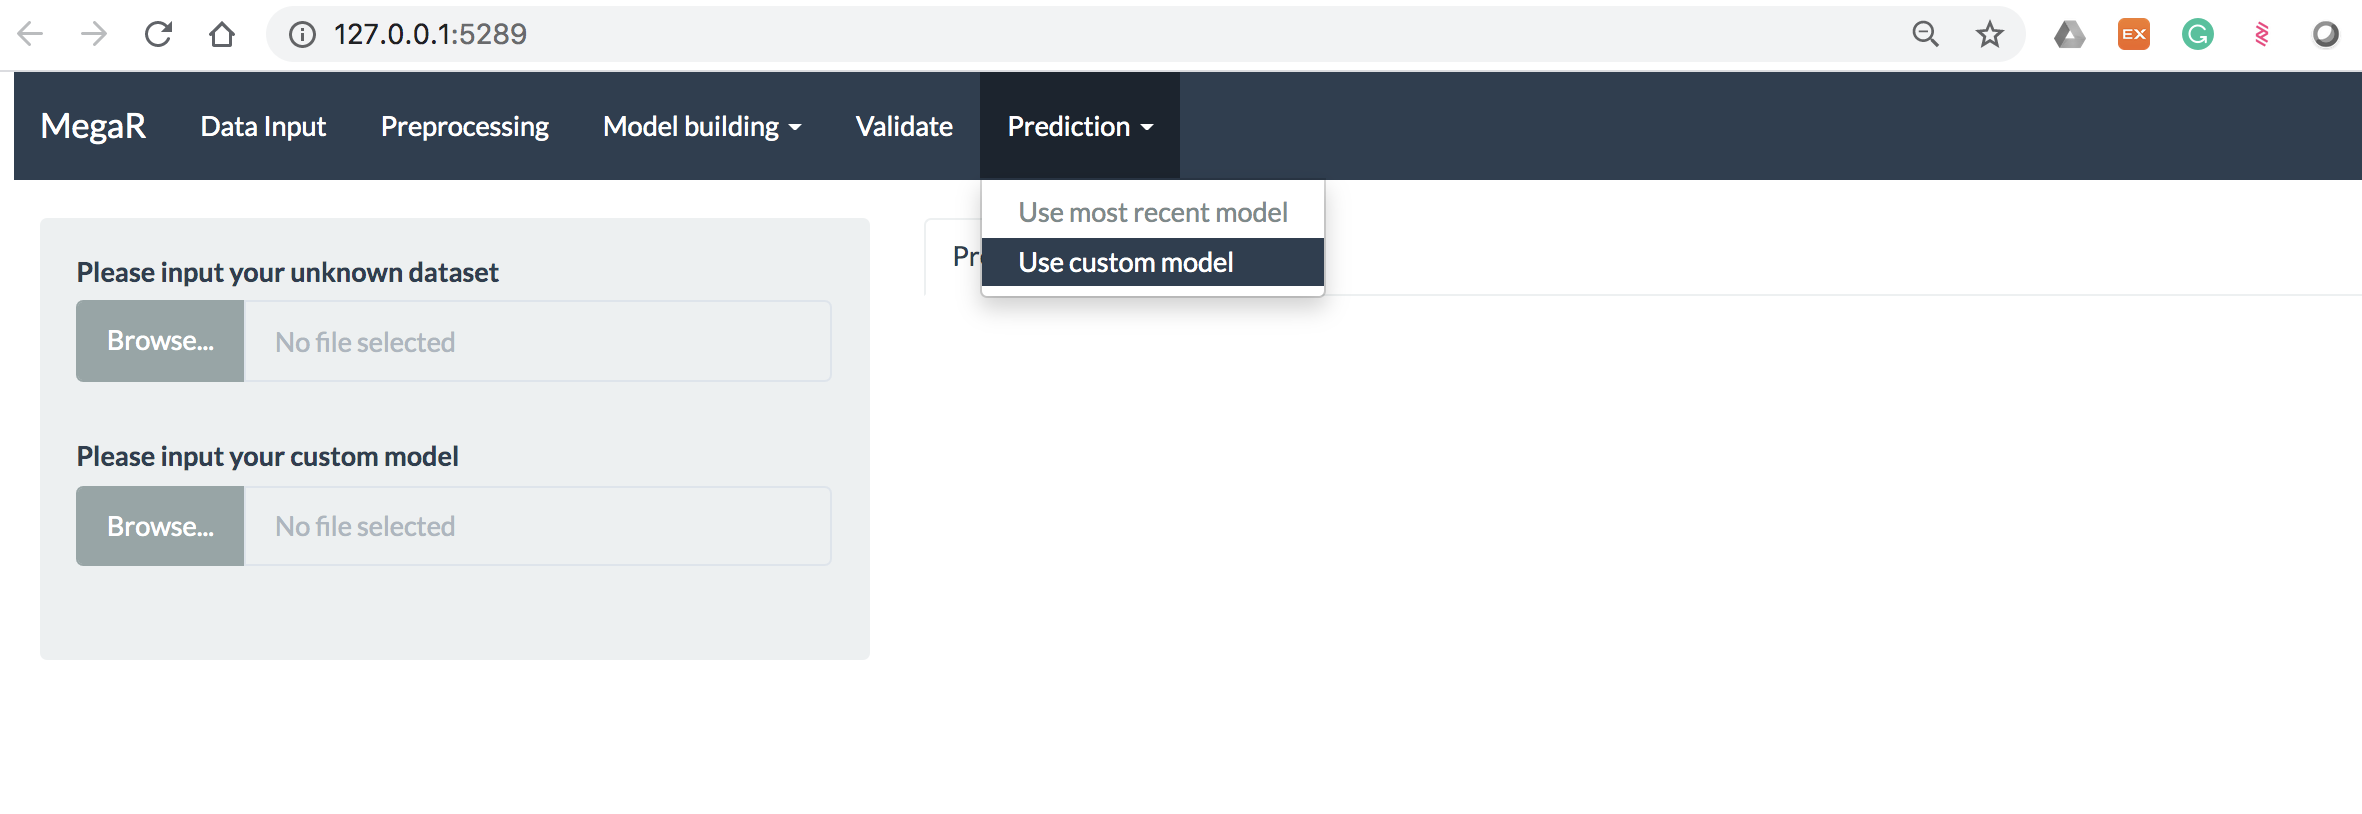 127.0.0.1:5289
EX
MegaR Data Input Preprocessing Model building Validate Prediction
Use most recent model
Use custom model
Please input your unknown dataset
Browse... No file selected
Please input your custom model
Browse... No file selected